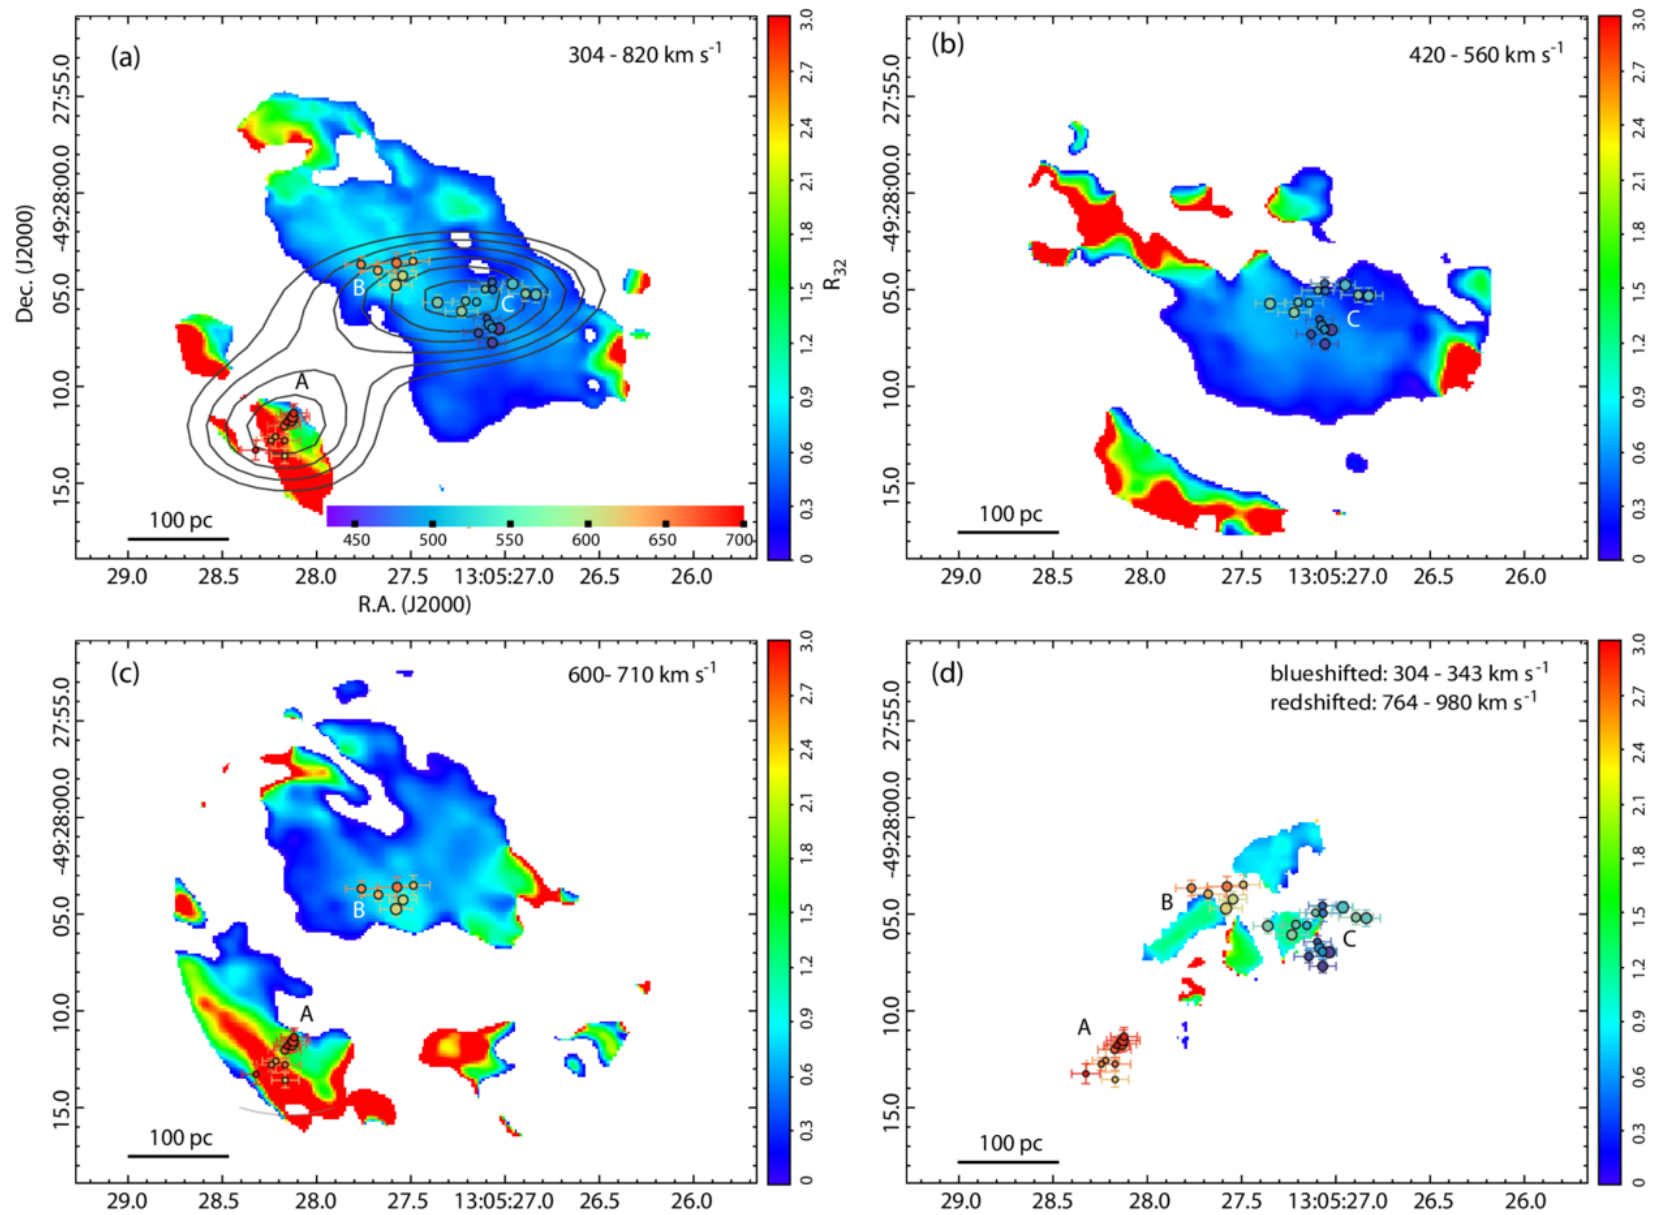 (a)
304 - 820 km s-1
3.0
2.7
2.4
2.1
1.8
1.5
1.2
0.9
0.6
0.3
0
R32
Dec. (J2000)
27:55.0
-49:28:00.0
05.0
10.0
15.0
B
C
A
100 pc
450 500 550 600 650 700
29.0 28.5 28.0 27.5 13:05:27.0 26.5 26.0
R.A. (J2000)
(b)
420 - 560 km s-1
3.0
2.7
2.4
2.1
1.8
1.5
1.2
0.9
0.6
0.3
0
27:55.0
-49:28:00.0
05.0
10.0
15.0
C
100 pc
29.0 28.5 28.0 27.5 13:05:27.0 26.5 26.0
(c)
600- 710 km s-1
3.0
2.7
2.4
2.1
1.8
1.5
1.2
0.9
0.6
0.3
0
27:55.0
-49:28:00.0
05.0
10.0
15.0
B
A
100 pc
29.0 28.5 28.0 27.5 13:05:27.0 26.5 26.0
(d)
blueshifted: 304 - 343 km s-1
redshifted: 764 - 980 km s-1
3.0
2.7
2.4
2.1
1.8
1.5
1.2
0.9
0.6
0.3
0
27:55.0
-49:28:00.0
05.0
10.0
15.0
B
C
A
100 pc
29.0 28.5 28.0 27.5 13:05:27.0 26.5 26.0